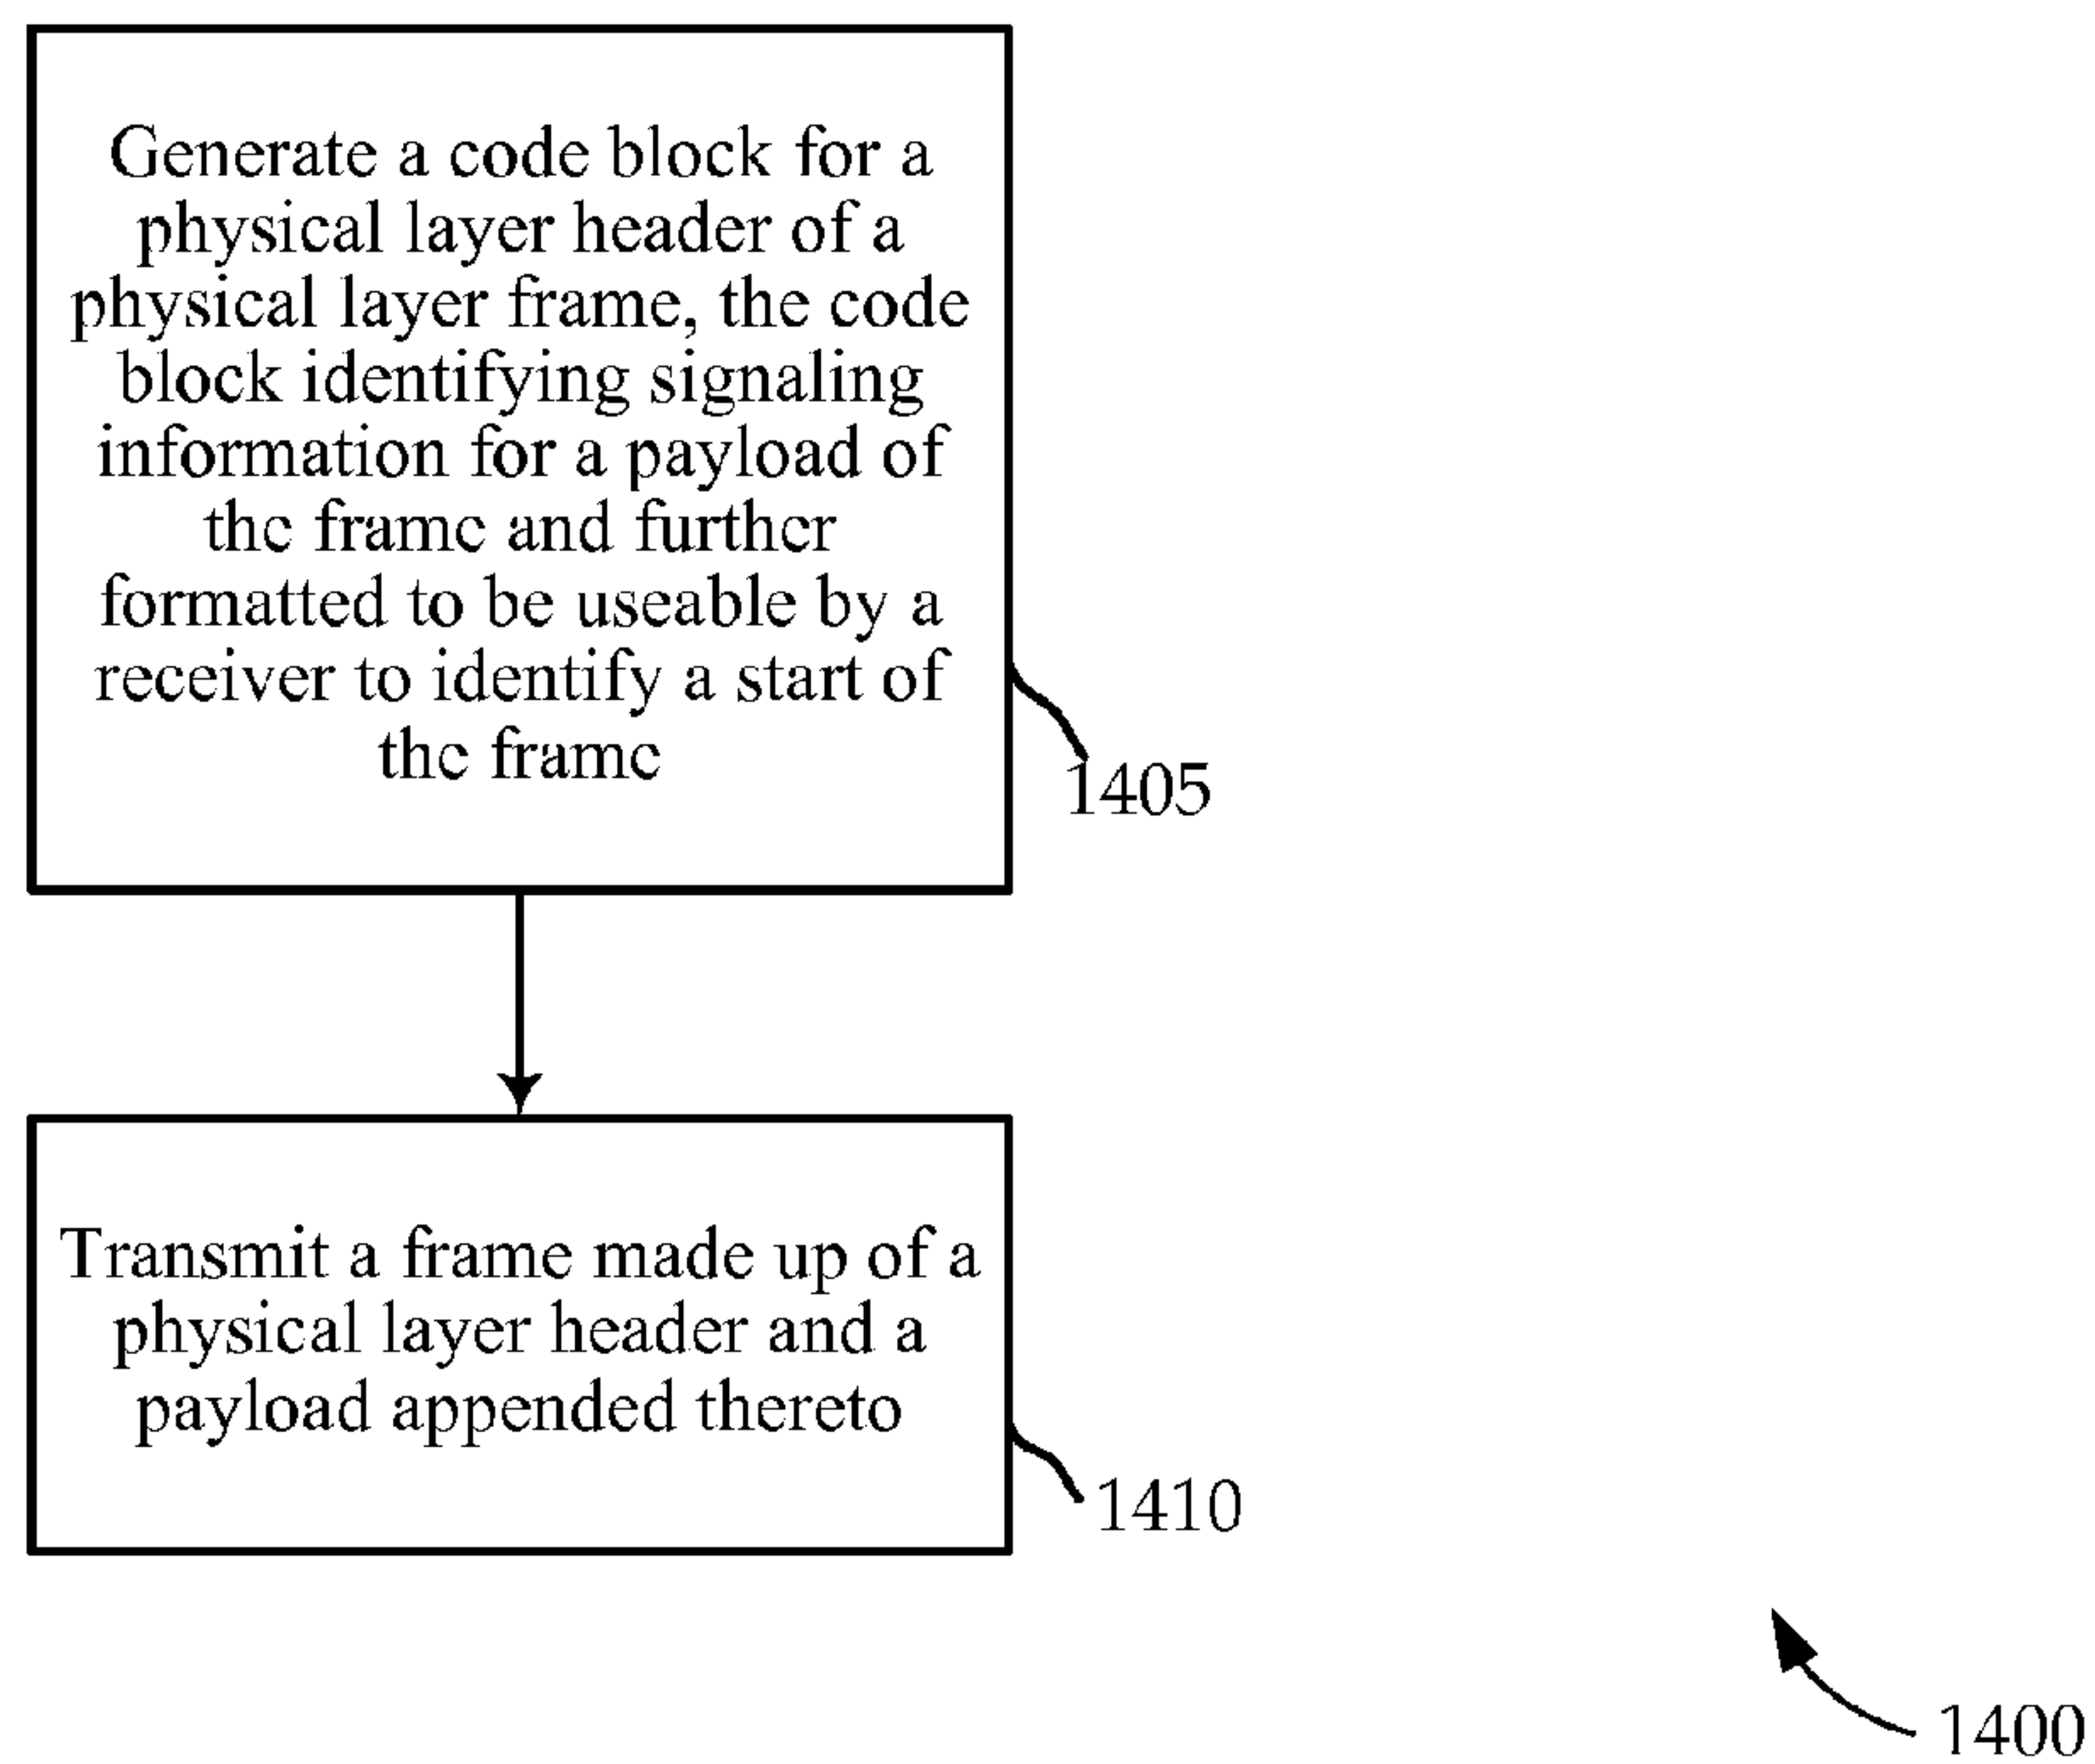 Generate a code block for a
physical layer header of a
physical layer frame, the code
block identifying signaling
information for a payload of
the frame and further
formatted to be useable by a
receiver to identify a start of
the frame
1405
Transmit a frame made up of a
physical layer header and a
payload appended thereto
1410
1400